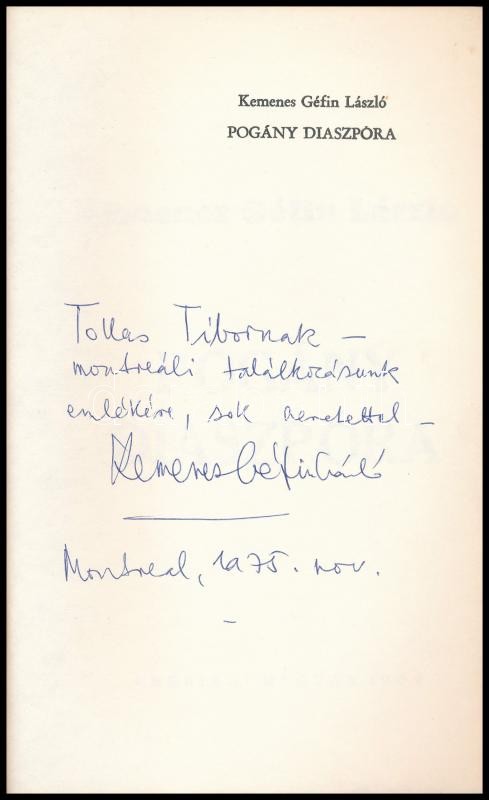 Kemenes Géfin László
POGÁNY DIASZPÓRA
Tollas Tibornak —
montreáli találkozásunk
emlékére, sok szeretettel —
Kemenes Géfin László
Montreal, 1975. nov.